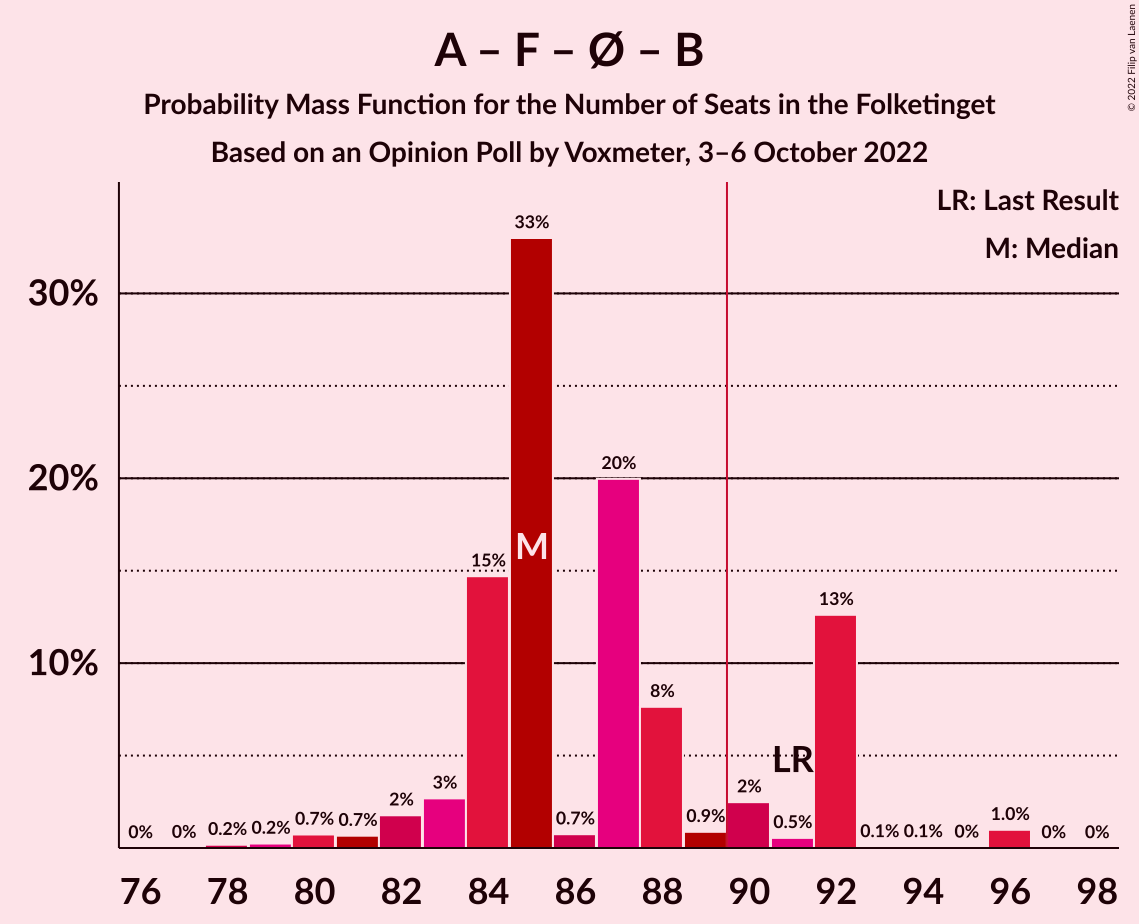 A – F – Ø – B
Probability Mass Function for the Number of Seats in the Folketinget
Based on an Opinion Poll by Voxmeter, 3–6 October 2022
© 2022 Filip van Laenen
LR: Last Result
M: Median
30%
20%
10%
0% 0% 0.2% 0.2% 0.7% 0.7% 2% 3% 15% 33% 0.7% 20% 8% 0.9% 2% 0.5% 13% 0.1% 0.1% 0% 1.0% 0% 0%
M
LR
76 78 80 82 84 86 88 90 92 94 96 98